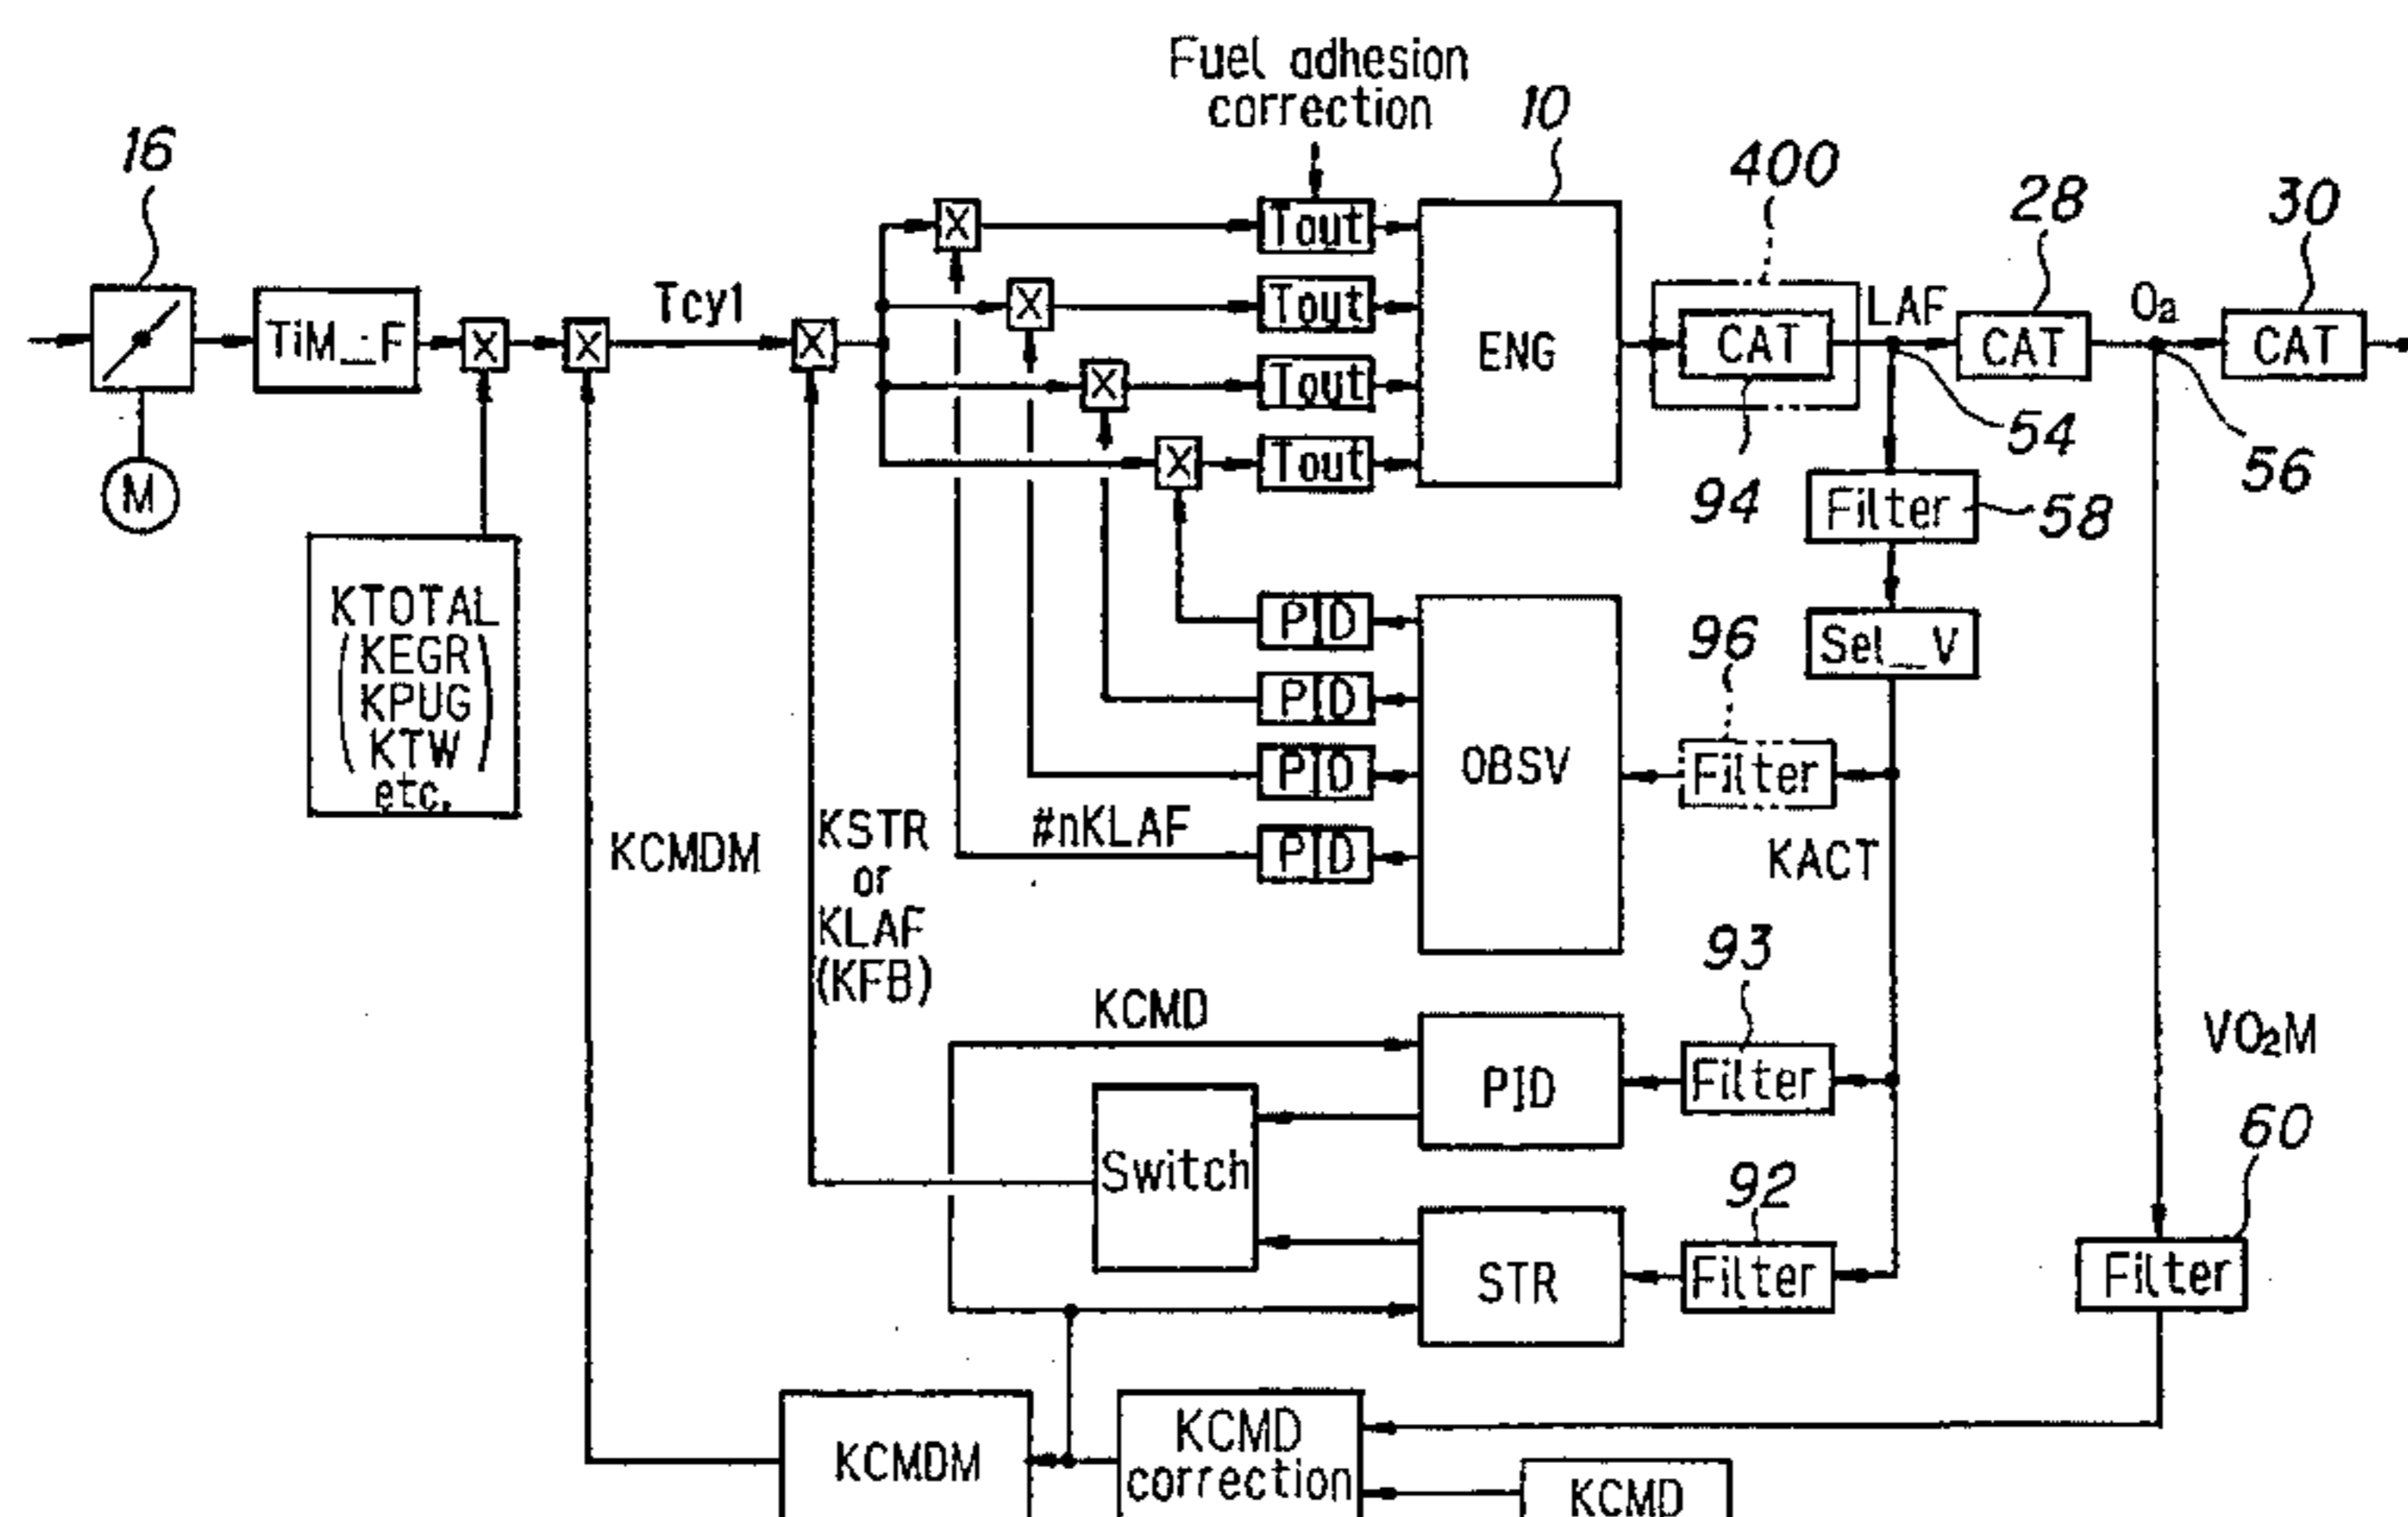 Fuel adhesion
correction
10
16
400
28
30
Tout
Tcy1
LAF
Oa
TiM_F
X
X
X
X
X
X
X
Tout
Tout
Tout
ENG
CAT
CAT
CAT
M
94
54
56
Filter
58
KTOTAL
(KEGR
KPUG
KTW)
etc.
PID
PID
PID
PID
OBSV
96
Sel_V
Filter
#nKLAF
KACT
KCMDM
KSTR
or
KLAF
(KFB)
KCMD
93
PID
Filter
VO₂M
Switch
60
92
STR
Filter
Filter
KCMDM
KCMD
correction
KCMD